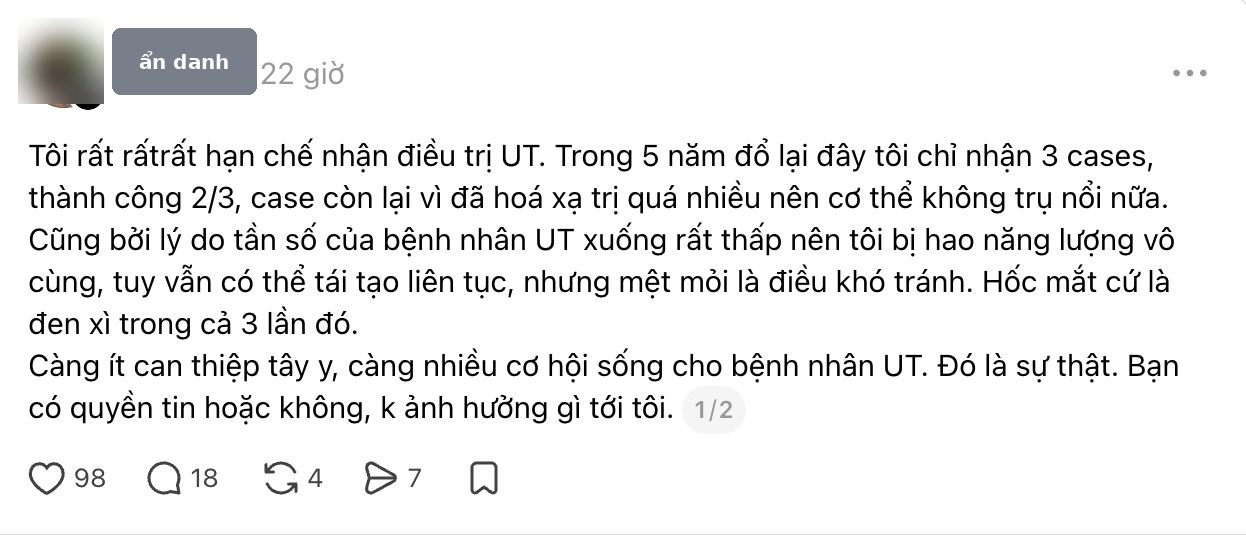 ẩn danh
22 giờ
Tôi rất rấtrất hạn chế nhận điều trị UT. Trong 5 năm đổ lại đây tôi chỉ nhận 3 cases,
thành công 2/3, case còn lại vì đã hoá xạ trị quá nhiều nên cơ thể không trụ nổi nữa.
Cũng bởi lý do tần số của bệnh nhân UT xuống rất thấp nên tôi bị hao năng lượng vô
cùng, tuy vẫn có thể tái tạo liên tục, nhưng mệt mỏi là điều khó tránh. Hốc mắt cứ là
đen xì trong cả 3 lần đó.
Càng ít can thiệp tây y, càng nhiều cơ hội sống cho bệnh nhân UT. Đó là sự thật. Bạn
có quyền tin hoặc không, k ảnh hưởng gì tới tôi. 1/2
98 18 4 7